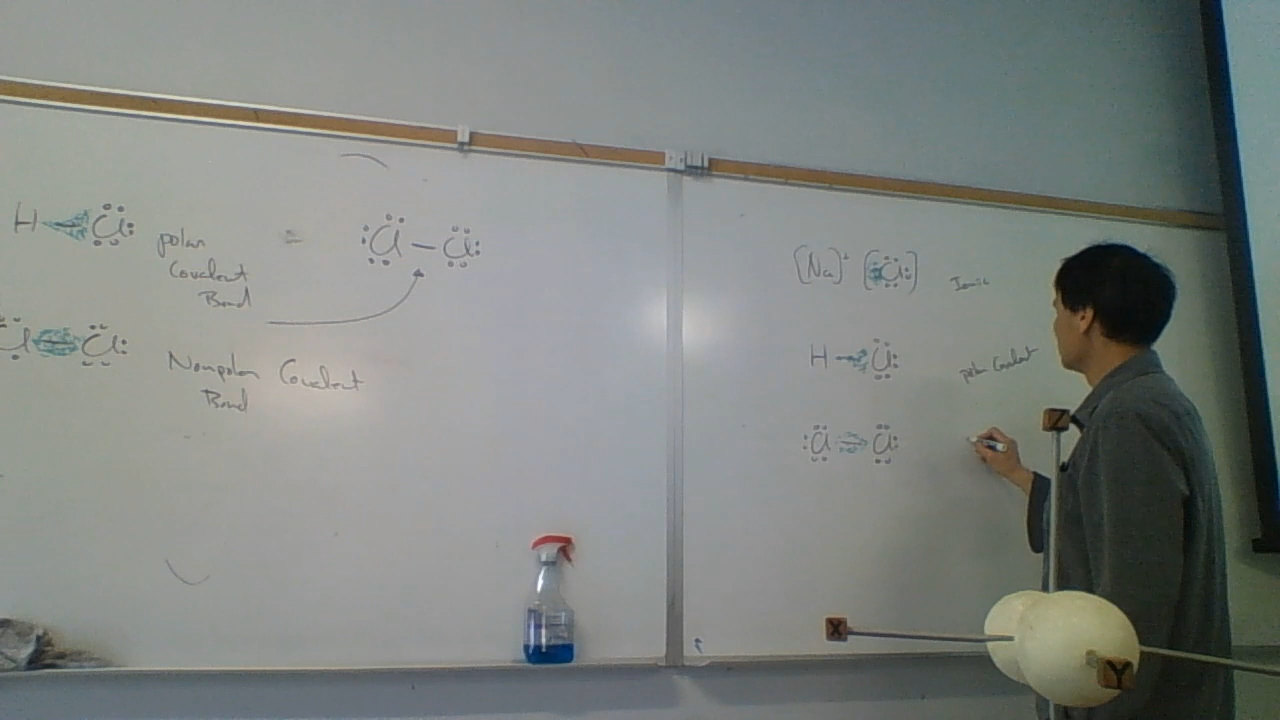 H Cl polar
Covalent
Bond
= Cl — Cl
Cl — Cl Nonpolar Covalent
Bond
[Na]⁺ [Cl] Ionic
H — Cl polar Covalent
Cl — Cl
Z
X
Y